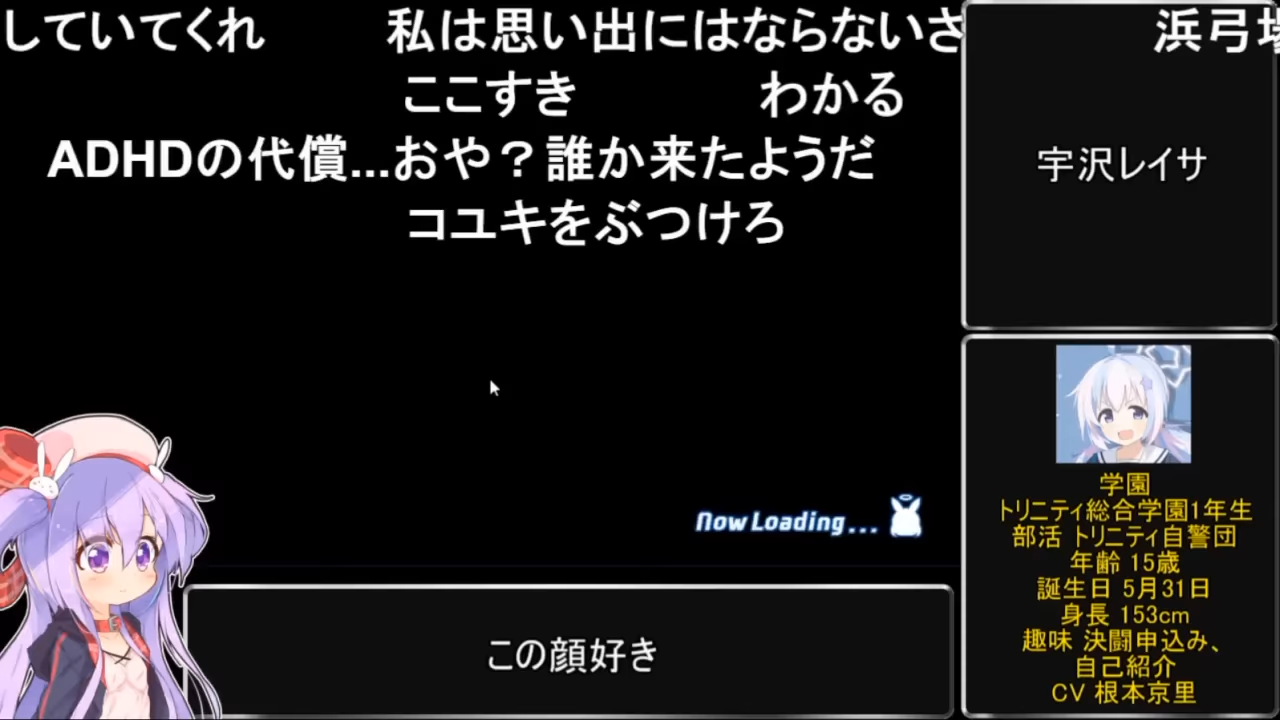 していてくれ
私は思い出にはならないさ
浜弓場
ここすき
わかる
ADHDの代償...おや？誰か来たようだ
コユキをぶつけろ
宇沢レイサ
Now Loading...
この顔好き
学園
トリニティ総合学園1年生
部活 トリニティ自警団
年齢 15歳
誕生日 5月31日
身長 153cm
趣味 決闘申込み、
自己紹介
CV 根本京里